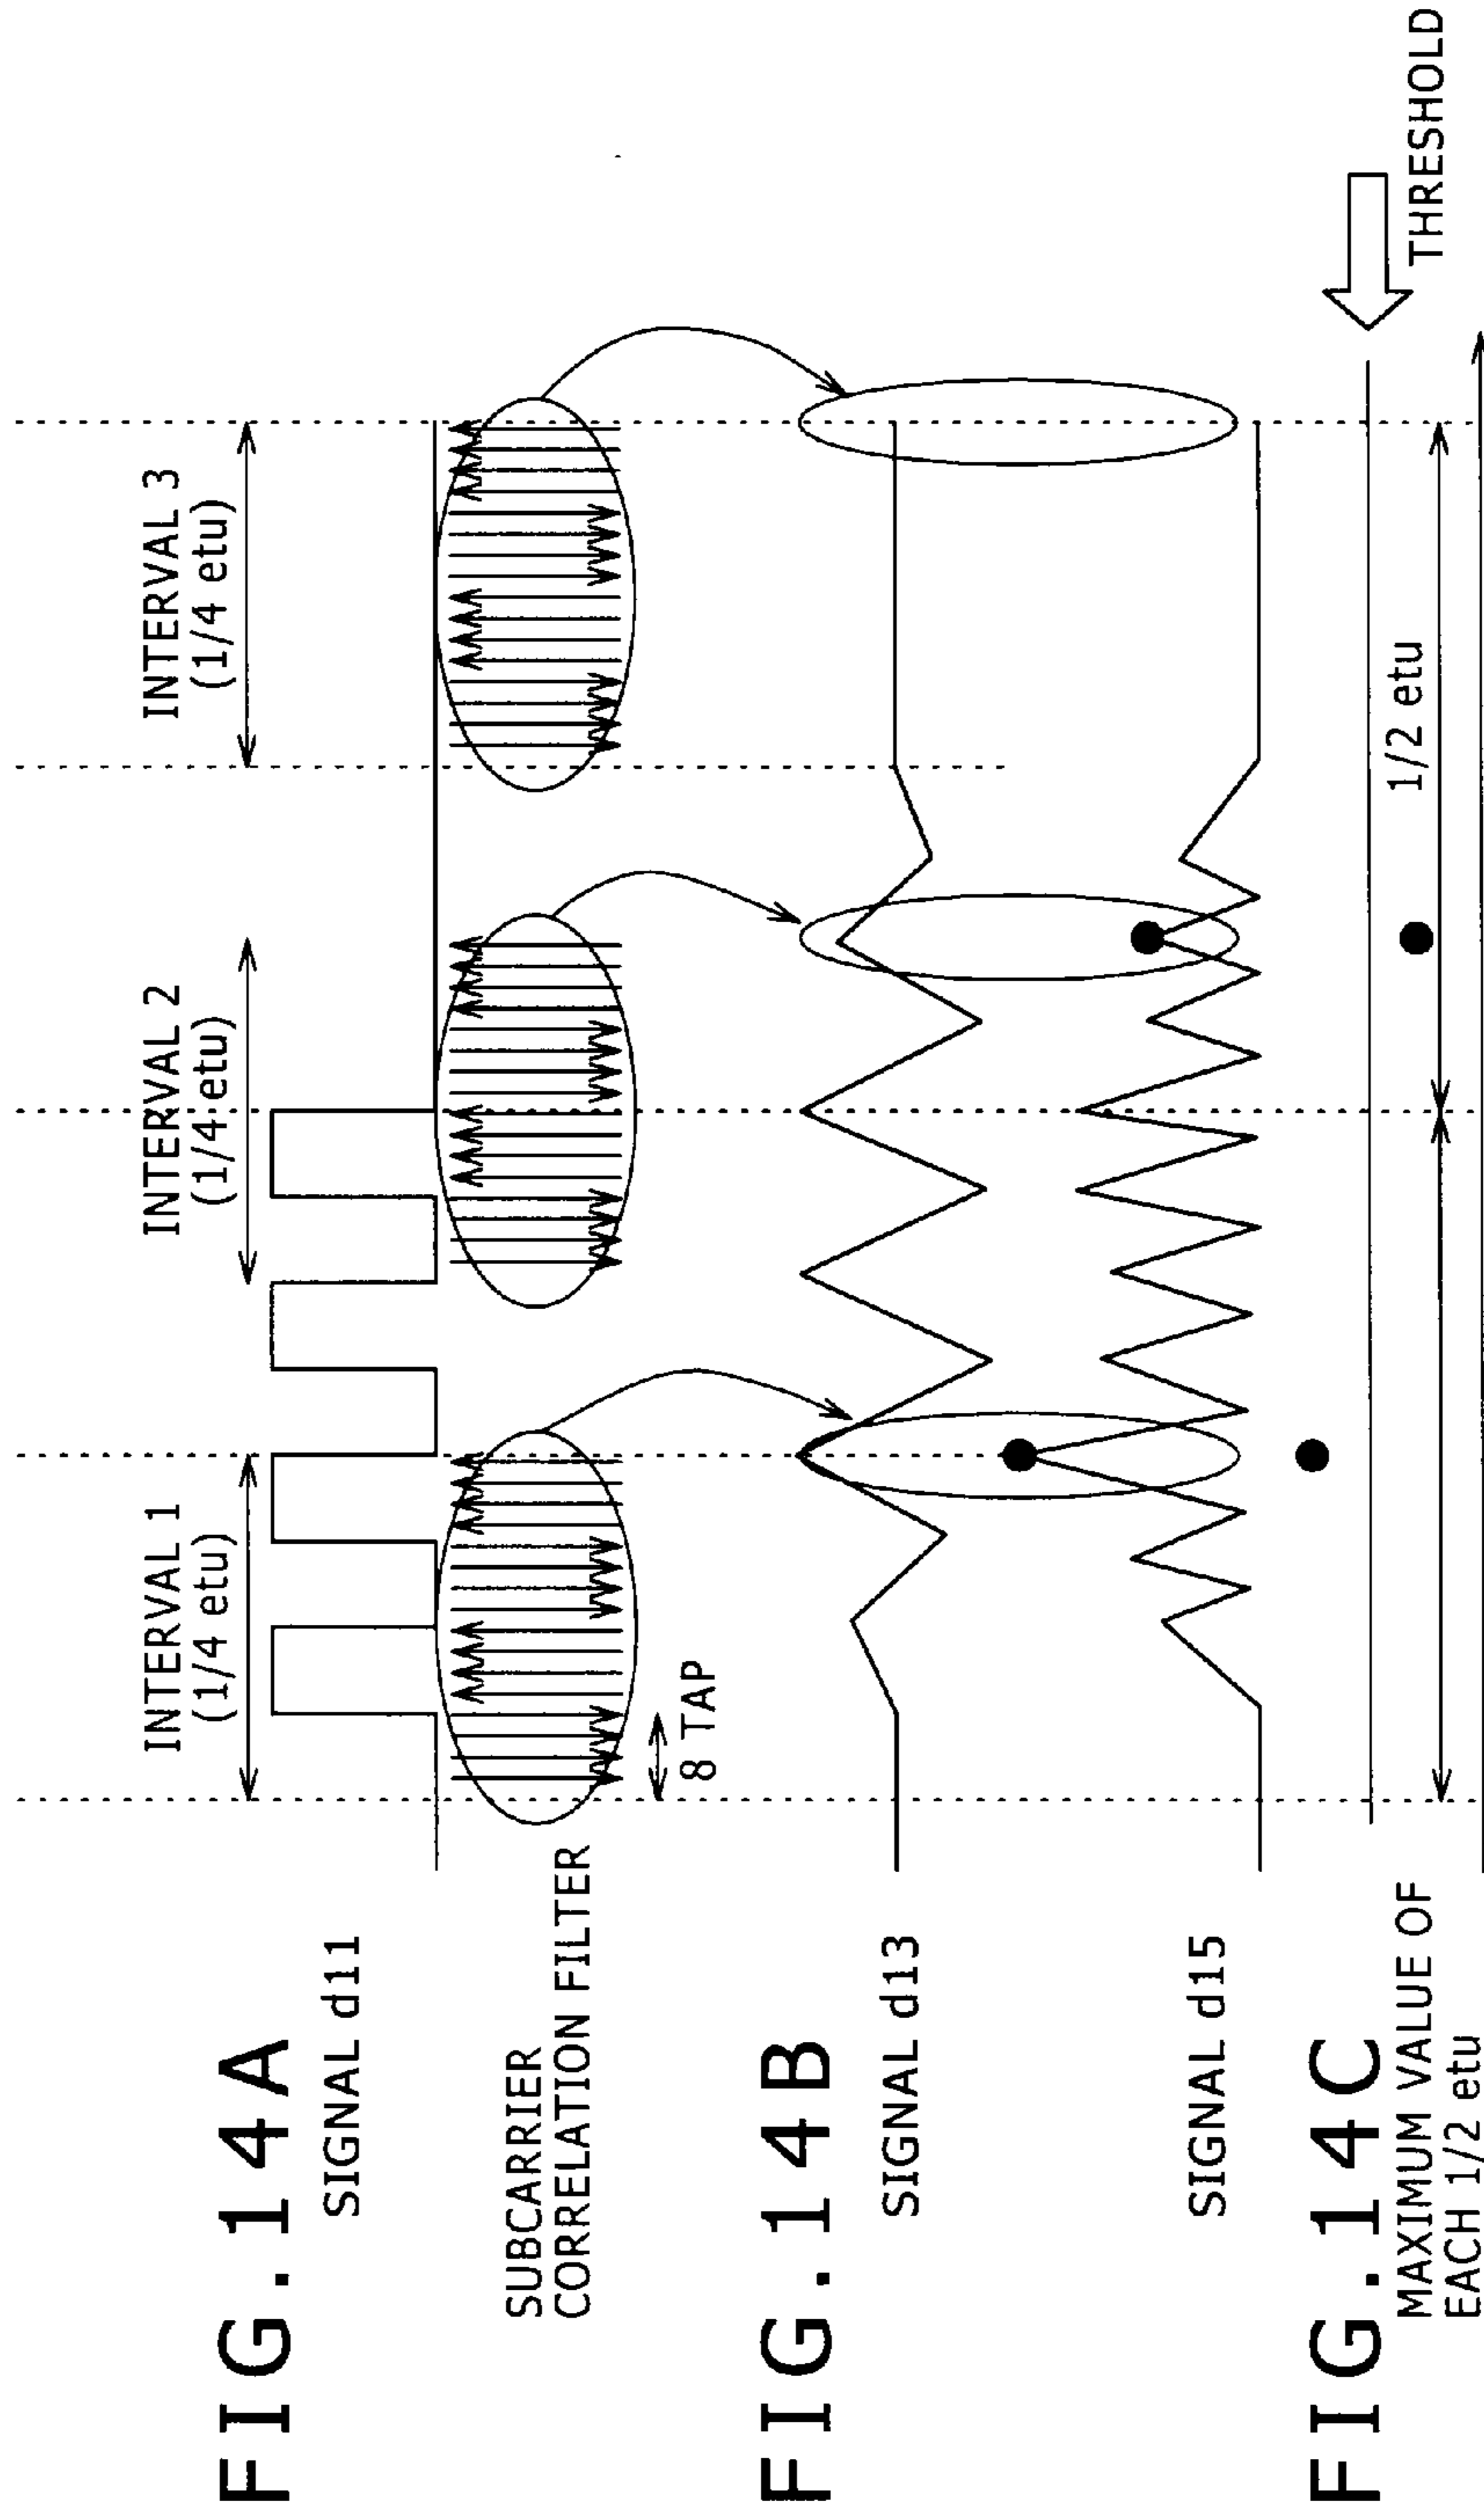 FIG.14A
SIGNAL d11
INTERVAL 1
(1/4 etu)
INTERVAL 2
(1/4 etu)
INTERVAL 3
(1/4 etu)
SUBCARRIER
CORRELATION FILTER
8 TAP
FIG.14B
SIGNAL d13
SIGNAL d15
FIG.14C
MAXIMUM VALUE OF
EACH 1/2 etu
1/2 etu
THRESHOLD